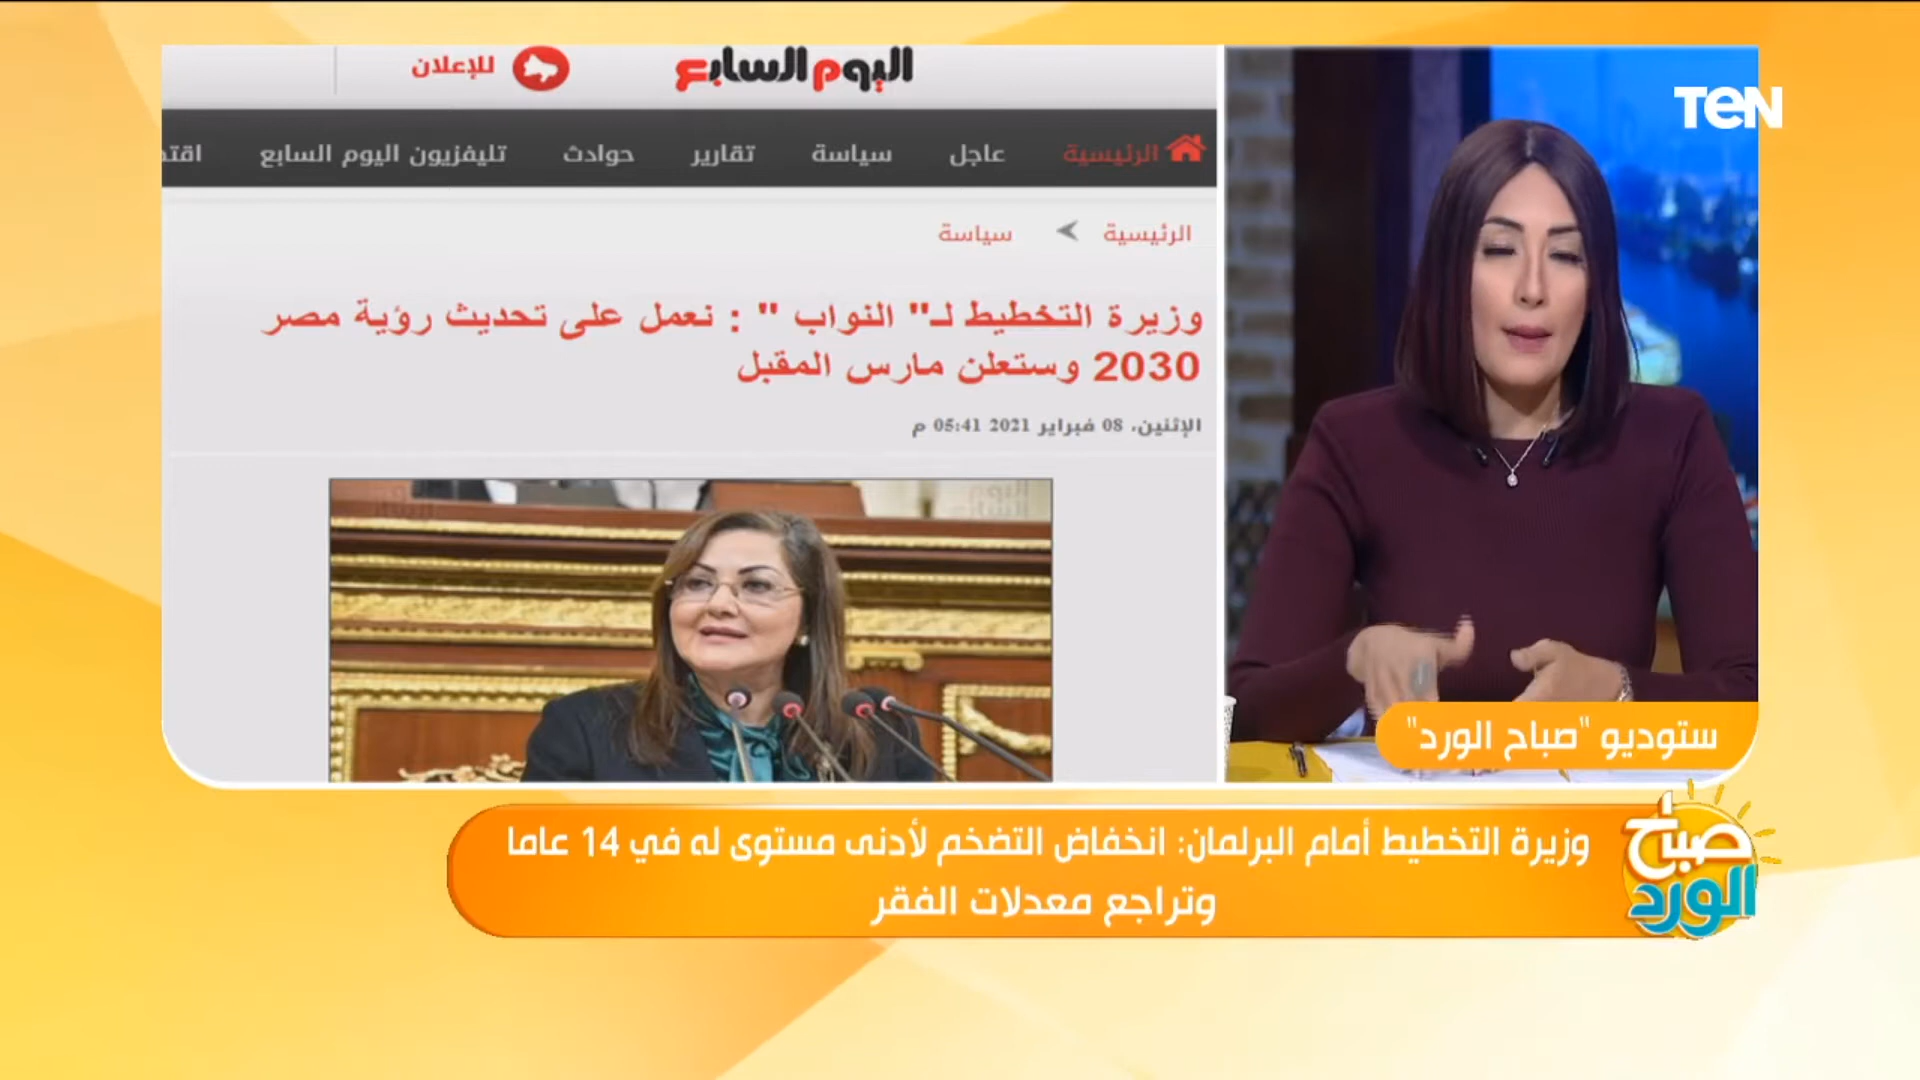 TEN
اليوم السابع
للإعلان
الرئيسية عاجل سياسة تقارير حوادث تليفزيون اليوم السابع
الرئيسية سياسة
وزيرة التخطيط لـ" النواب " : نعمل على تحديث رؤية مصر
2030 وستعلن مارس المقبل
الإثنين، 08 فبراير 2021 05:41 م
ستوديو "صباح الورد"
وزيرة التخطيط أمام البرلمان: انخفاض التضخم لأدنى مستوى له في 14 عاما
وتراجع معدلات الفقر
صباح
الورد